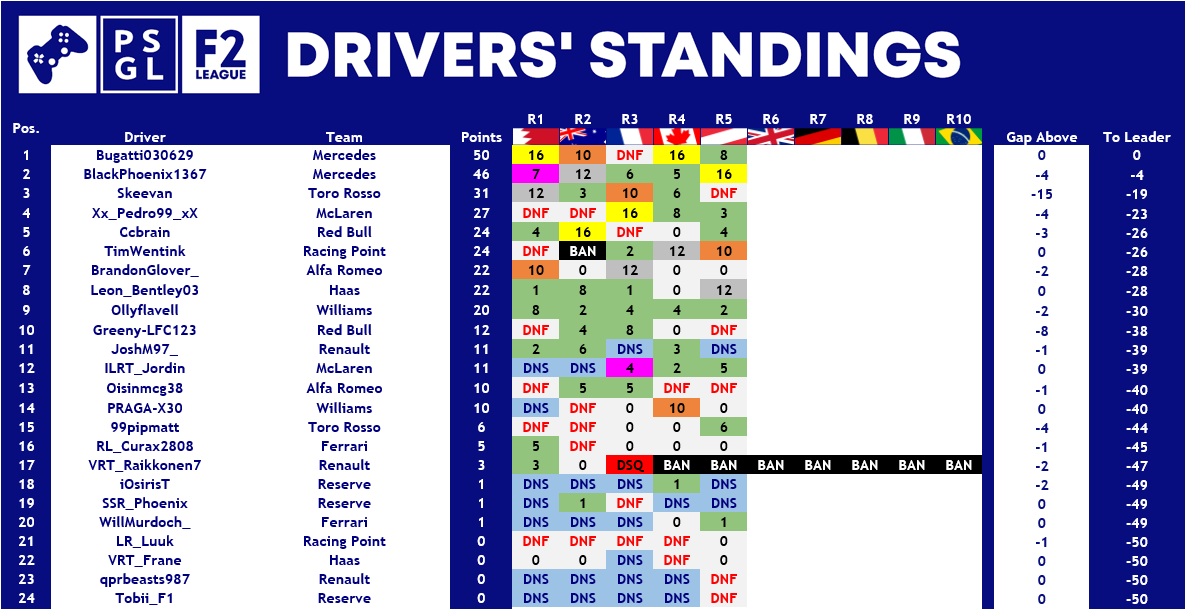 PS
GL
F2
LEAGUE
DRIVERS' STANDINGS
Pos. Driver Team Points R1 R2 R3 R4 R5 R6 R7 R8 R9 R10 Gap Above To Leader
1 Bugatti030629 Mercedes 50 16 10 DNF 16 8 0 0
2 BlackPhoenix1367 Mercedes 46 7 12 6 5 16 -4 -4
3 Skeevan Toro Rosso 31 12 3 10 6 DNF -15 -19
4 Xx_Pedro99_xX McLaren 27 DNF DNF 16 8 3 -4 -23
5 Ccbrain Red Bull 24 4 16 DNF 0 4 -3 -26
6 TimWentink Racing Point 24 DNF BAN 2 12 10 0 -26
7 BrandonGlover_ Alfa Romeo 22 10 0 12 0 0 -2 -28
8 Leon_Bentley03 Haas 22 1 8 1 0 12 0 -28
9 Ollyflavell Williams 20 8 2 4 4 2 -2 -30
10 Greeny-LFC123 Red Bull 12 DNF 4 8 0 DNF -8 -38
11 JoshM97_ Renault 11 2 6 DNS 3 DNS -1 -39
12 ILRT_Jordin McLaren 11 DNS DNS 4 2 5 0 -39
13 Oisinmcg38 Alfa Romeo 10 DNF 5 5 DNF DNF -1 -40
14 PRAGA-X30 Williams 10 DNS DNF 0 10 0 0 -40
15 99pipmatt Toro Rosso 6 DNF DNF 0 0 6 -4 -44
16 RL_Curax2808 Ferrari 5 5 DNF 0 0 0 -1 -45
17 VRT_Raikkonen7 Renault 3 3 0 DSQ BAN BAN BAN BAN BAN BAN BAN -2 -47
18 iOsirisT Reserve 1 DNS DNS DNS 1 DNS -2 -49
19 SSR_Phoenix Reserve 1 DNS 1 DNF DNS DNS 0 -49
20 WillMurdoch_ Ferrari 1 DNS DNS DNS 0 1 0 -49
21 LR_Luuk Racing Point 0 DNF DNF DNF DNF 0 -1 -50
22 VRT_Frane Haas 0 0 0 DNS DNF 0 0 -50
23 qprbeasts987 Renault 0 DNS DNS DNS DNS DNF 0 -50
24 Tobii_F1 Reserve 0 DNS DNS DNS DNS DNF 0 -50